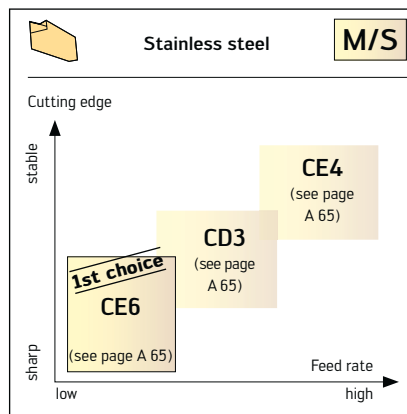 Stainless steel
M/S
Cutting edge
stable
CE4
(see page
A 65)
CD3
(see page
A 65)
1st choice
CE6
(see page A 65)
sharp
Feed rate
low
high